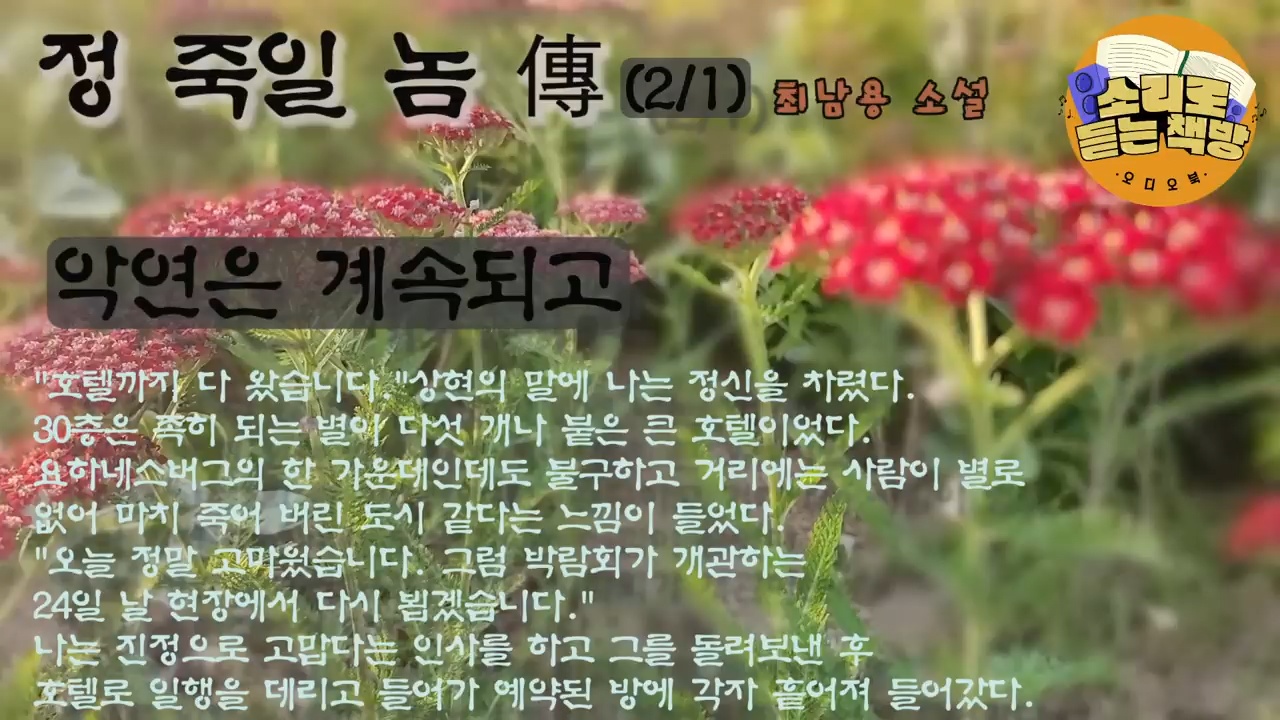 정 죽일 놈 傳 (2/1) 최남용 소설
소리로
듣는 책방
·오디오북·
악연은 계속되고
"호텔까지 다 왔습니다."상현의 말에 나는 정신을 차렸다.
30층은 족히 되는 별이 다섯 개나 붙은 큰 호텔이었다.
요하네스버그의 한 가운데인데도 불구하고 거리에는 사람이 별로
없어 마치 죽어 버린 도시 같다는 느낌이 들었다.
"오늘 정말 고마웠습니다. 그럼 박람회가 개관하는
24일 날 현장에서 다시 뵙겠습니다."
나는 진정으로 고맙다는 인사를 하고 그를 돌려보낸 후
호텔로 일행을 데리고 들어가 예약된 방에 각자 흩어져 들어갔다.